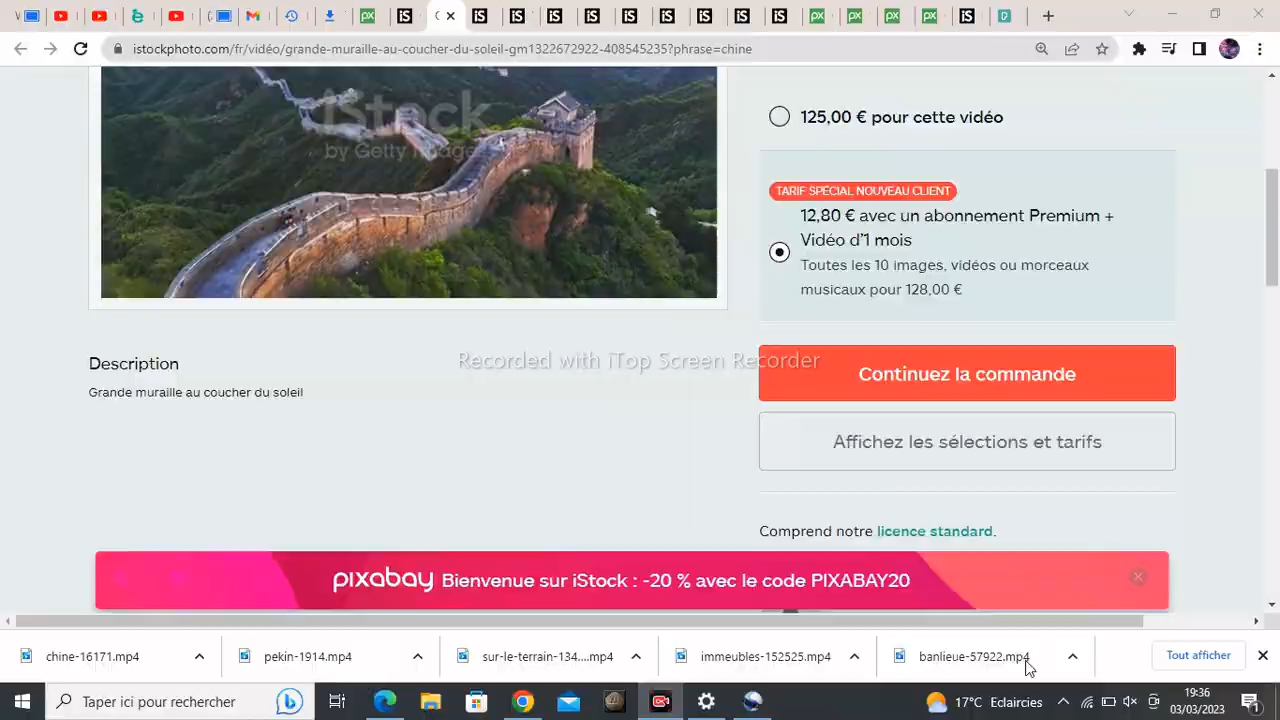 istockphoto.com/fr/vidéo/grande-muraille-au-coucher-du-soleil-gm1322672922-408545235?phrase=chine
iStock
by Getty Images
125,00 € pour cette vidéo
TARIF SPÉCIAL NOUVEAU CLIENT
12,80 € avec un abonnement Premium +
Vidéo d'1 mois
Toutes les 10 images, vidéos ou morceaux
musicaux pour 128,00 €
Description
Grande muraille au coucher du soleil
Recorded with iTop Screen Recorder
Continuez la commande
Affichez les sélections et tarifs
Comprend notre licence standard.
pixabay Bienvenue sur iStock : -20 % avec le code PIXABAY20
chine-16171.mp4
pekin-1914.mp4
sur-le-terrain-134....mp4
immeubles-152525.mp4
banlieue-57922.mp4
Tout afficher
Taper ici pour rechercher
17°C Eclaircies
19:36
03/03/2023